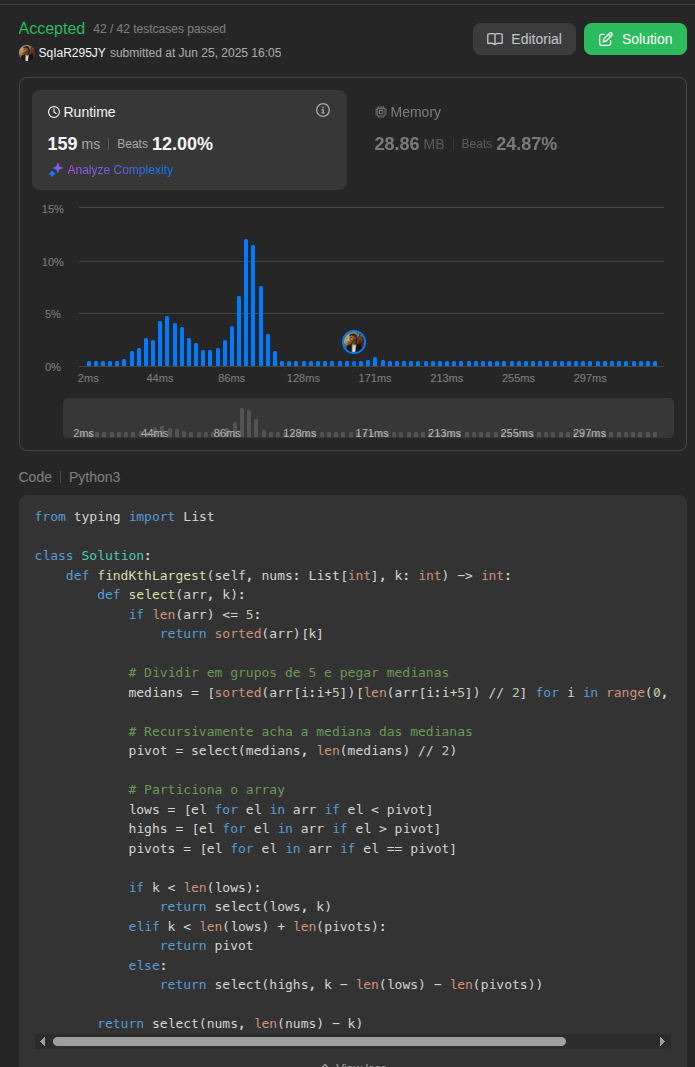 Accepted 42 / 42 testcases passed
Editorial
Solution
SqIaR295JY submitted at Jun 25, 2025 16:05
Runtime
Memory
159 ms | Beats 12.00%
28.86 MB | Beats 24.87%
Analyze Complexity
15%
10%
5%
0%
2ms 44ms 86ms 128ms 171ms 213ms 255ms 297ms
2ms 44ms 86ms 128ms 171ms 213ms 255ms 297ms
Code | Python3
from typing import List
class Solution:
    def findKthLargest(self, nums: List[int], k: int) -> int:
        def select(arr, k):
            if len(arr) <= 5:
                return sorted(arr)[k]
            # Dividir em grupos de 5 e pegar medianas
            medians = [sorted(arr[i:i+5])[len(arr[i:i+5]) // 2] for i in range(0,
            # Recursivamente acha a mediana das medianas
            pivot = select(medians, len(medians) // 2)
            # Particiona o array
            lows = [el for el in arr if el < pivot]
            highs = [el for el in arr if el > pivot]
            pivots = [el for el in arr if el == pivot]
            if k < len(lows):
                return select(lows, k)
            elif k < len(lows) + len(pivots):
                return pivot
            else:
                return select(highs, k - len(lows) - len(pivots))
        return select(nums, len(nums) - k)